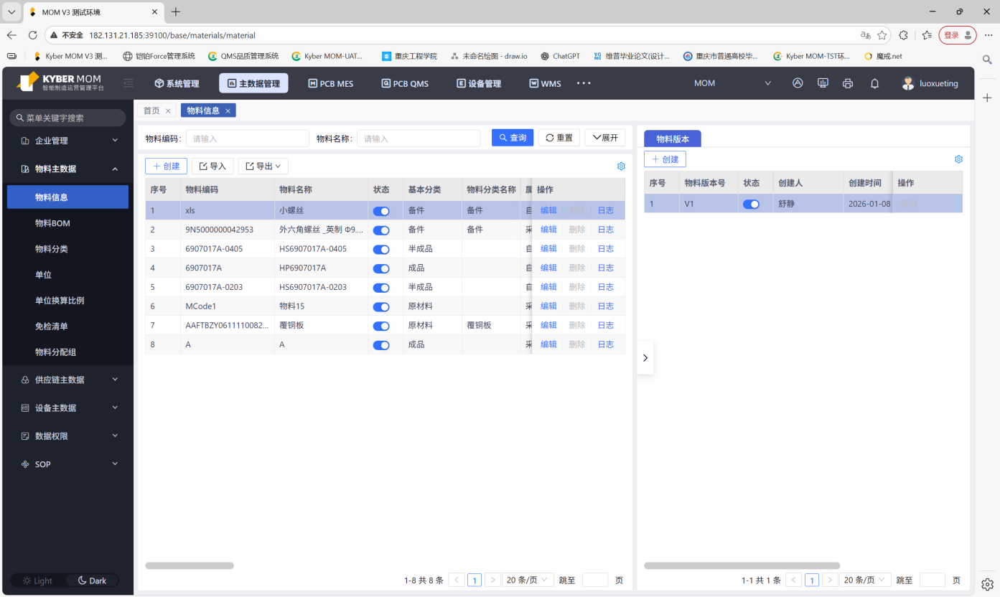 MOM V3 测试环境
不安全 182.131.21.185:39100/base/materials/material
登录
Kyber MOM V3 测... 铠铂Force管理系统 QMS品质管理系统 Kyber MOM-UAT... 重庆工程学院 未命名绘图 - draw.io ChatGPT 维普毕业论文(设计... 重庆市普通高校毕... Kyber MOM-TST环... 魔戒.net
KYBER MOM
智能制造运营管理平台
系统管理 主数据管理 PCB MES PCB QMS 设备管理 WMS ··· MOM luoxueting
菜单关键字搜索
企业管理
物料主数据
物料信息
物料BOM
物料分类
单位
单位换算比例
免检清单
物料分配组
供应链主数据
设备主数据
数据权限
SOP
Light Dark
首页 物料信息
物料编码: 请输入 物料名称: 请输入 查询 重置 展开
创建 导入 导出
序号 物料编码 物料名称 状态 基本分类 物料分类名称 属 操作
1 xls 小螺丝 备件 备件 自 编辑 删除 日志
2 9N5000000042953 外六角螺丝 _英制 Φ9.... 备件 备件 采 编辑 删除 日志
3 6907017A-0405 HS6907017A-0405 半成品 自 编辑 删除 日志
4 6907017A HP6907017A 成品 自 编辑 删除 日志
5 6907017A-0203 HS6907017A-0203 半成品 自 编辑 删除 日志
6 MCode1 物料15 原材料 采 编辑 删除 日志
7 AAFTBZY0611110082... 覆铜板 原材料 覆铜板 采 编辑 删除 日志
8 A A 成品 采 编辑 删除 日志
1-8 共 8 条 1 20 条/页 跳至 页
物料版本
创建
序号 物料版本号 状态 创建人 创建时间 操作
1 V1 舒静 2026-01-08 删除
1-1 共 1 条 1 20 条/页 跳至 页